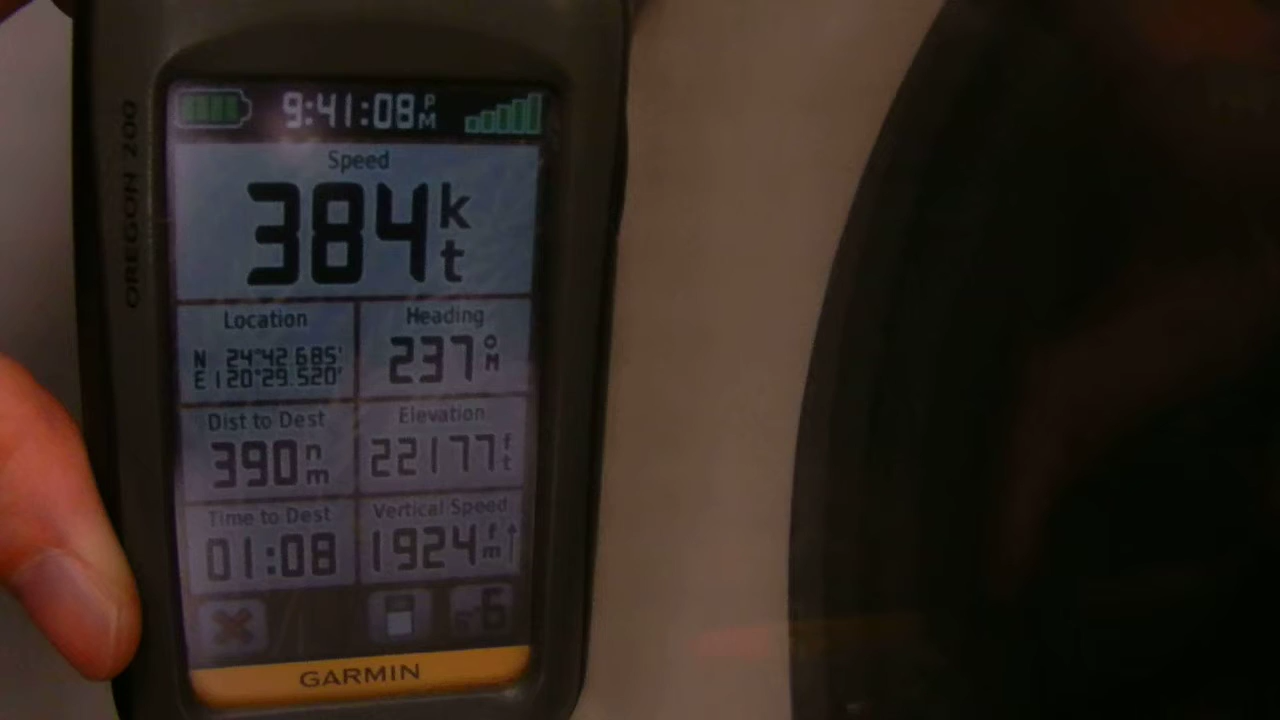 OREGON 200
9:41:08 PM
Speed
384 kt
Location
N 24°42.685'
E 120°29.520'
Heading
237°M
Dist to Dest
390 nm
Elevation
22177 ft
Time to Dest
01:08
Vertical Speed
1924 fm
GARMIN